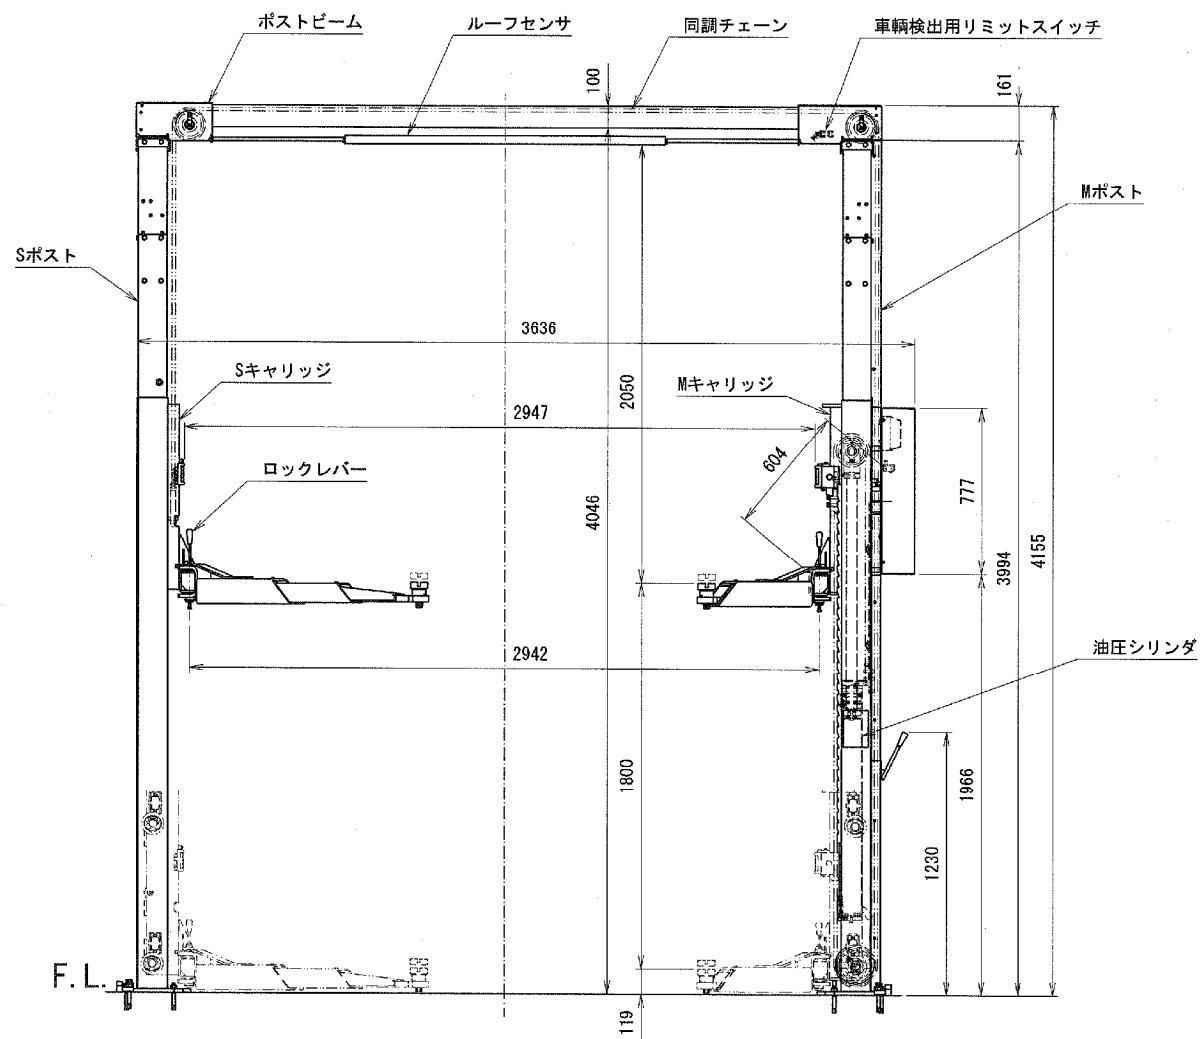 ポストビーム
ルーフセンサ
同調チェーン
車輌検出用リミットスイッチ
100
161
Mポスト
Sポスト
3636
Sキャリッジ
Mキャリッジ
2050
2947
604
ロックレバー
777
4046
3994
4155
2942
油圧シリンダ
1800
1966
1230
F.L.
119